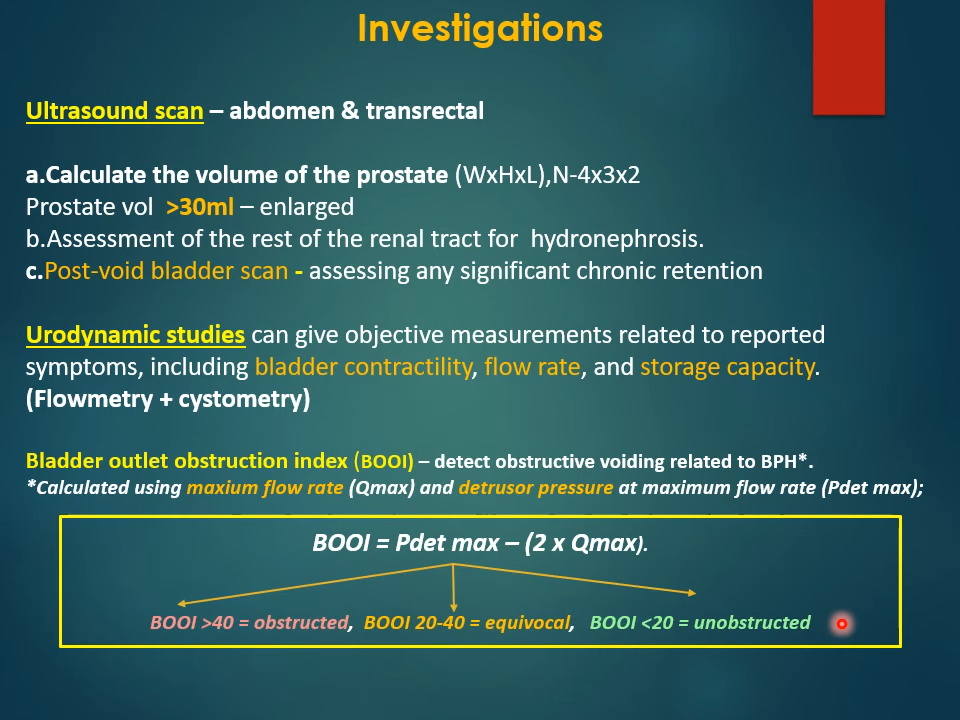 Investigations
Ultrasound scan – abdomen & transrectal
a.Calculate the volume of the prostate (WxHxL),N-4x3x2
Prostate vol >30ml – enlarged
b.Assessment of the rest of the renal tract for hydronephrosis.
c.Post-void bladder scan - assessing any significant chronic retention
Urodynamic studies can give objective measurements related to reported
symptoms, including bladder contractility, flow rate, and storage capacity.
(Flowmetry + cystometry)
Bladder outlet obstruction index (BOOI) – detect obstructive voiding related to BPH*.
*Calculated using maxium flow rate (Qmax) and detrusor pressure at maximum flow rate (Pdet max);
BOOI = Pdet max – (2 x Qmax).
BOOI >40 = obstructed, BOOI 20-40 = equivocal, BOOI <20 = unobstructed